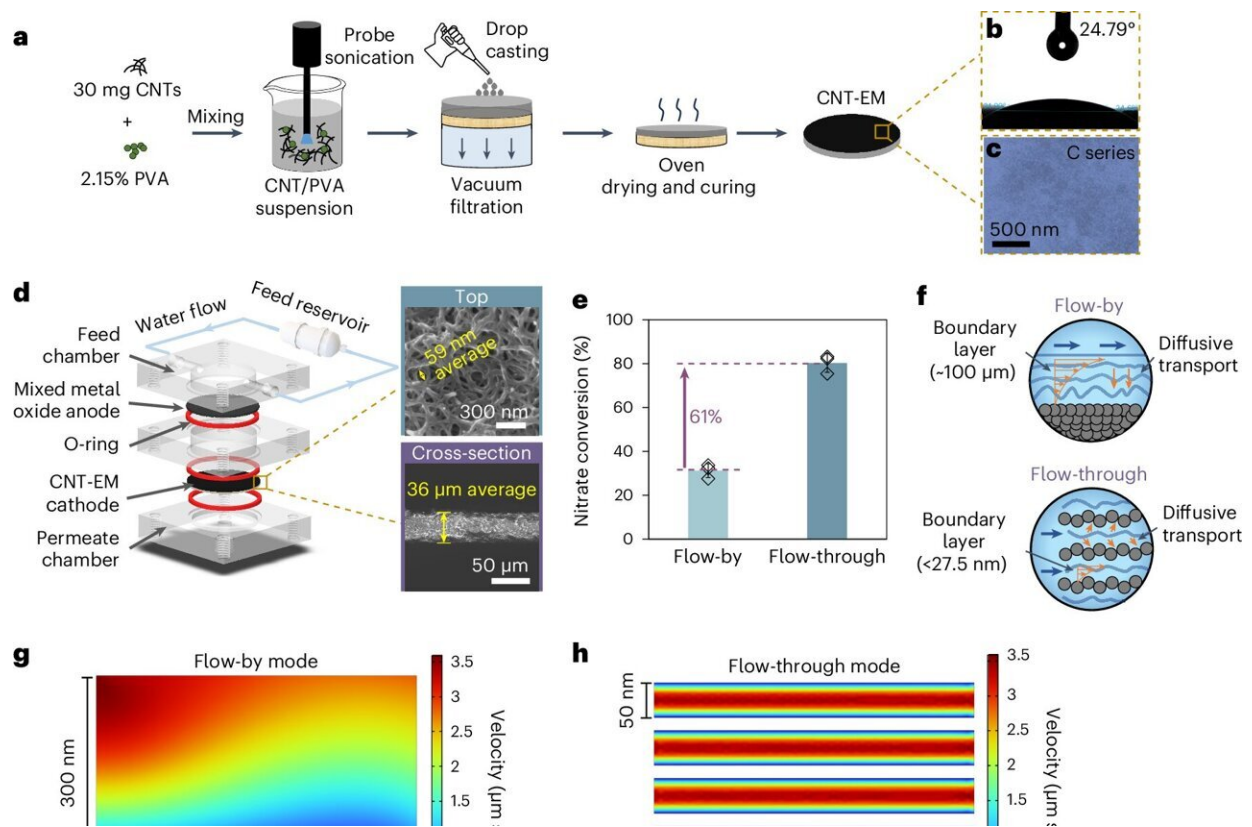 a
30 mg CNTs
+
2.15% PVA
Mixing
Probe
sonication
CNT/PVA
suspension
Drop
casting
Vacuum
filtration
Oven
drying and curing
CNT-EM
b
24.79°
c
C series
500 nm
d
Water flow
Feed reservoir
Feed
chamber
Mixed metal
oxide anode
O-ring
CNT-EM
cathode
Permeate
chamber
Top
59 nm
average
300 nm
Cross-section
36 µm average
50 µm
e
Nitrate conversion (%)
100
80
60
40
20
0
61%
Flow-by
Flow-through
f
Flow-by
Boundary
layer
(~100 µm)
Diffusive
transport
Flow-through
Boundary
layer
(<27.5 nm)
Diffusive
transport
g
Flow-by mode
300 nm
3.5
3
2.5
2
1.5
Velocity (µm
h
Flow-through mode
50 nm
3.5
3
2.5
2
1.5
Velocity (µm